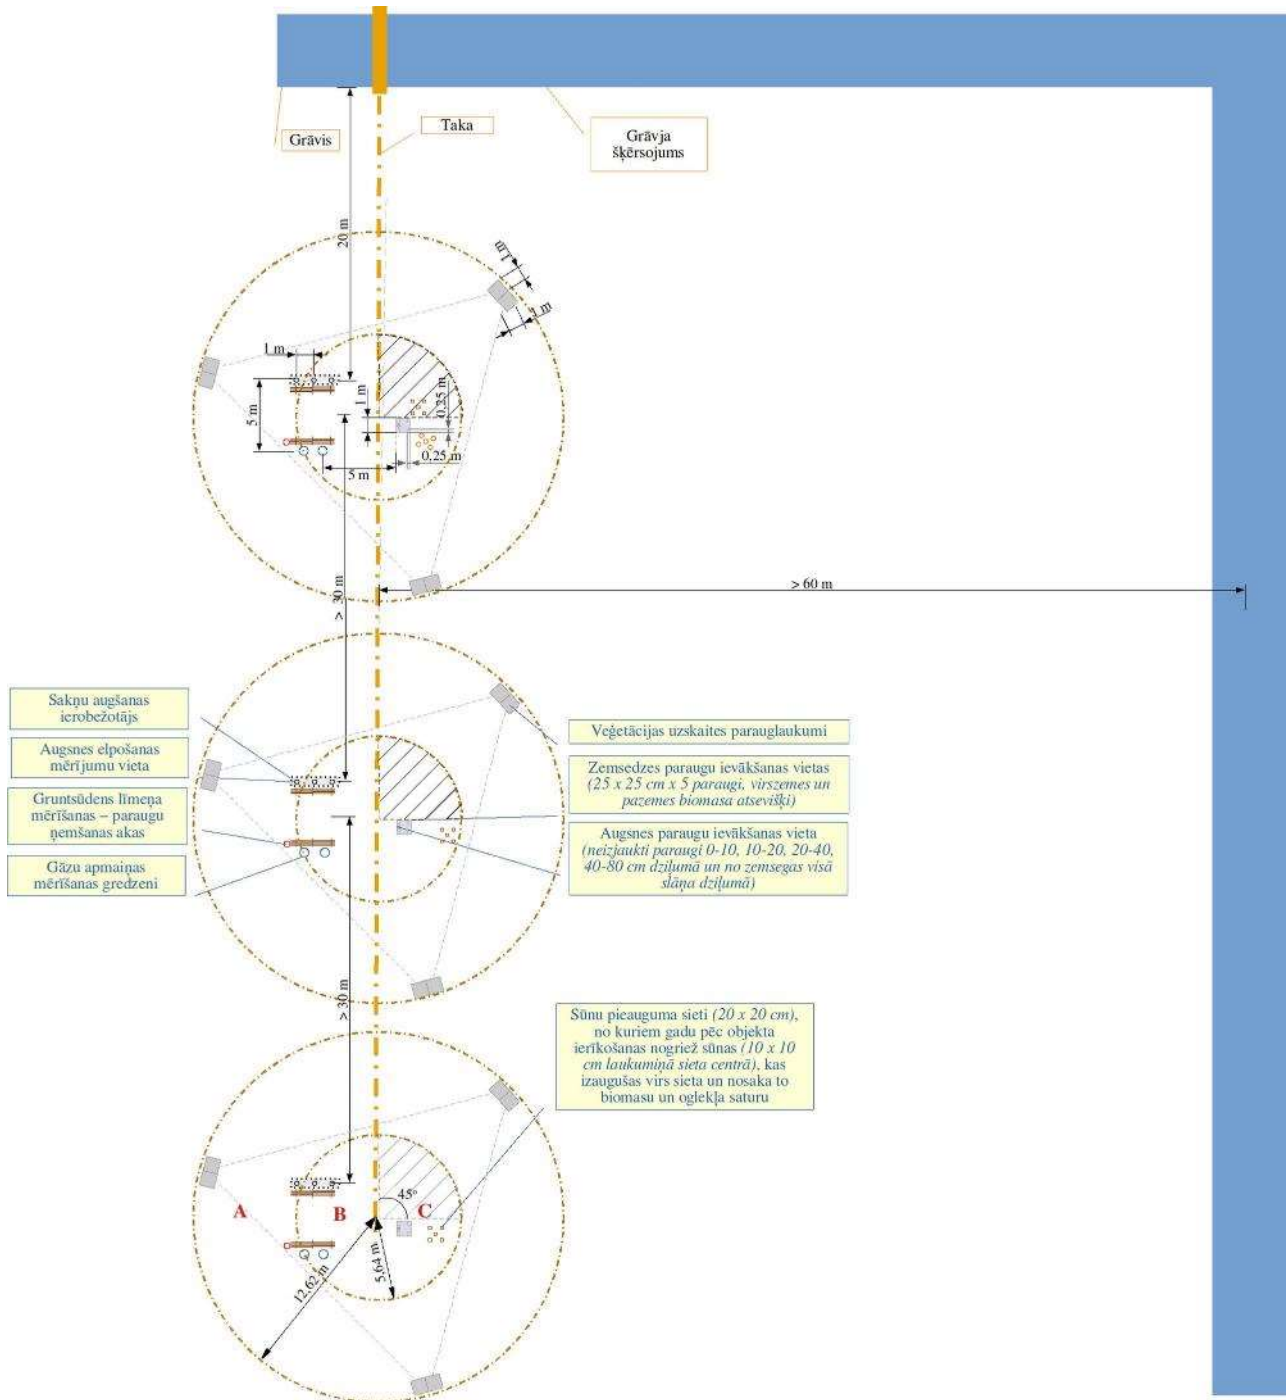 Grāvis
Taka
Grāvja
šķērsojums
20 m
1 m
1 m
1 m
5 m
1 m
0,25 m
0,25 m
5 m
> 30 m
> 60 m
Sakņu augšanas
ierobežotājs
Augsnes elpošanas
mērījumu vieta
Gruntsūdens līmeņa
mērīšanas – paraugu
ņemšanas akas
Gāzu apmaiņas
mērīšanas gredzeni
Veģetācijas uzskaites parauglaukumi
Zemsedzes paraugu ievākšanas vietas
(25 x 25 cm x 5 paraugi, virszemes un
pazemes biomasa atsevišķi)
Augsnes paraugu ievākšanas vieta
(neizjaukti paraugi 0-10, 10-20, 20-40,
40-80 cm dziļumā un no zemsegas visā
slāņa dziļumā)
> 30 m
Sūnu pieauguma sieti (20 x 20 cm),
no kuriem gadu pēc objekta
ierīkošanas nogriež sūnas (10 x 10
cm laukumiņā sieta centrā), kas
izaugušas virs sieta un nosaka to
biomasu un oglekļa saturu
45°
A
B
C
12,62 m
5,64 m